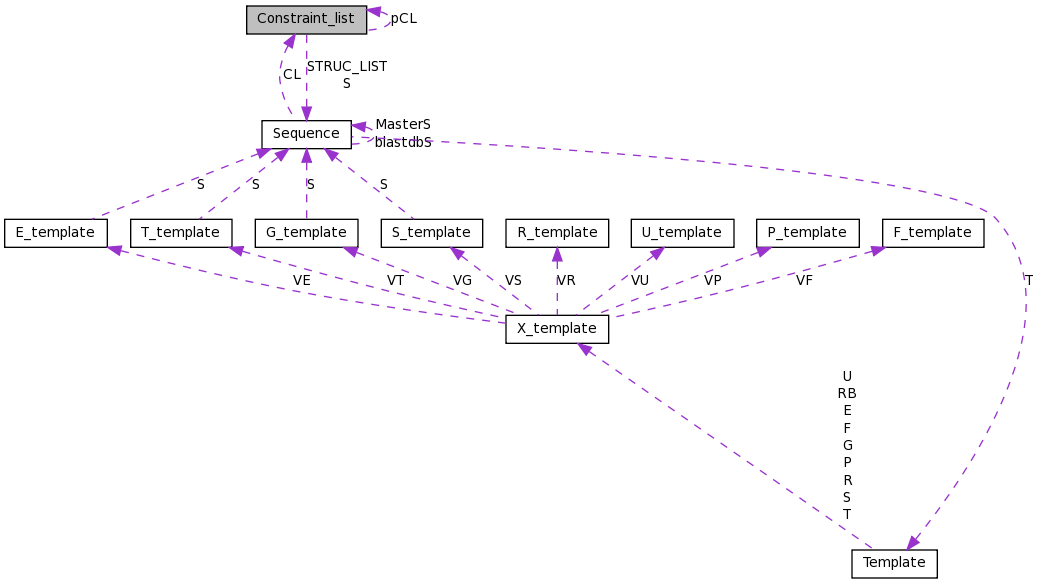 Constraint_list
pCL
CL
STRUC_LIST
S
Sequence
MasterS
blastdbS
S
S
S
S
E_template
T_template
G_template
S_template
R_template
U_template
P_template
F_template
VE
VT
VG
VS
VR
VU
VP
VF
T
X_template
U
RB
E
F
G
P
R
S
T
Template